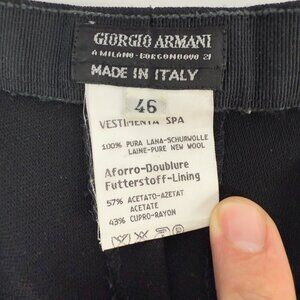 GIORGIO ARMANI
A MILANO-BORGONUOVO 21
MADE IN ITALY
46
VESTIMENTA SPA
100% PURA LANA-SCHURWOLLE
LAINE-PURE NEW WOOL
Aforro-Doublure
Futterstoff-Lining
57% ACETATO-AZETAT
ACETATE
43% CUPRO-RAYON